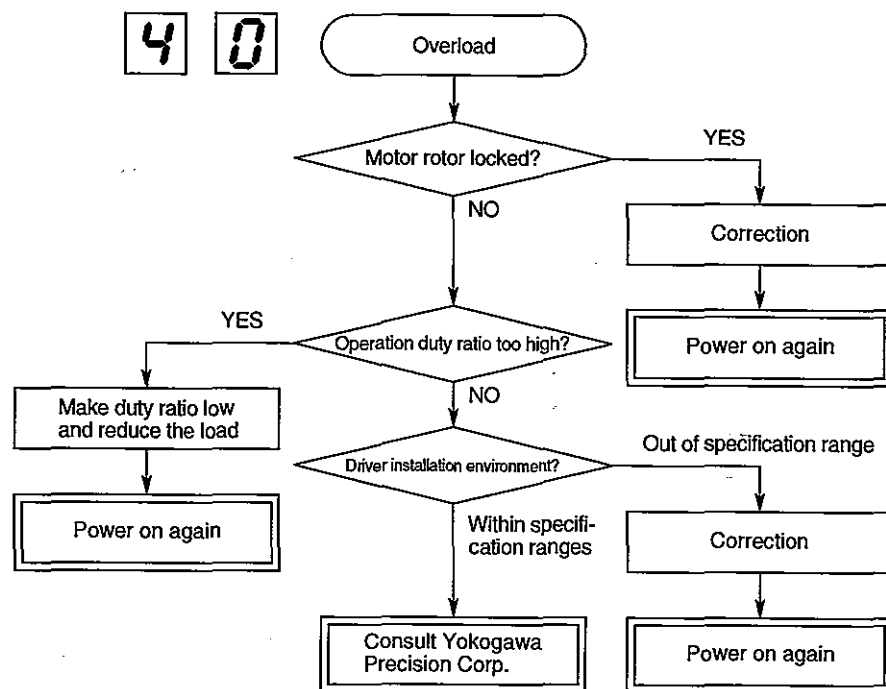 4 0
Overload
Motor rotor locked?
YES
NO
Correction
Power on again
Operation duty ratio too high?
YES
NO
Make duty ratio low
and reduce the load
Power on again
Driver installation environment?
Out of specification range
Within specifi-
cation ranges
Correction
Power on again
Consult Yokogawa
Precision Corp.